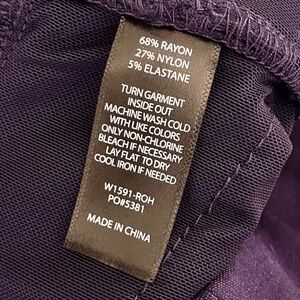 68% RAYON
27% NYLON
5% ELASTANE
TURN GARMENT
INSIDE OUT
MACHINE WASH COLD
WITH LIKE COLORS
ONLY NON-CHLORINE
BLEACH IF NECESSARY
LAY FLAT TO DRY
COOL IRON IF NEEDED
W1591-ROH
PO#5381
MADE IN CHINA